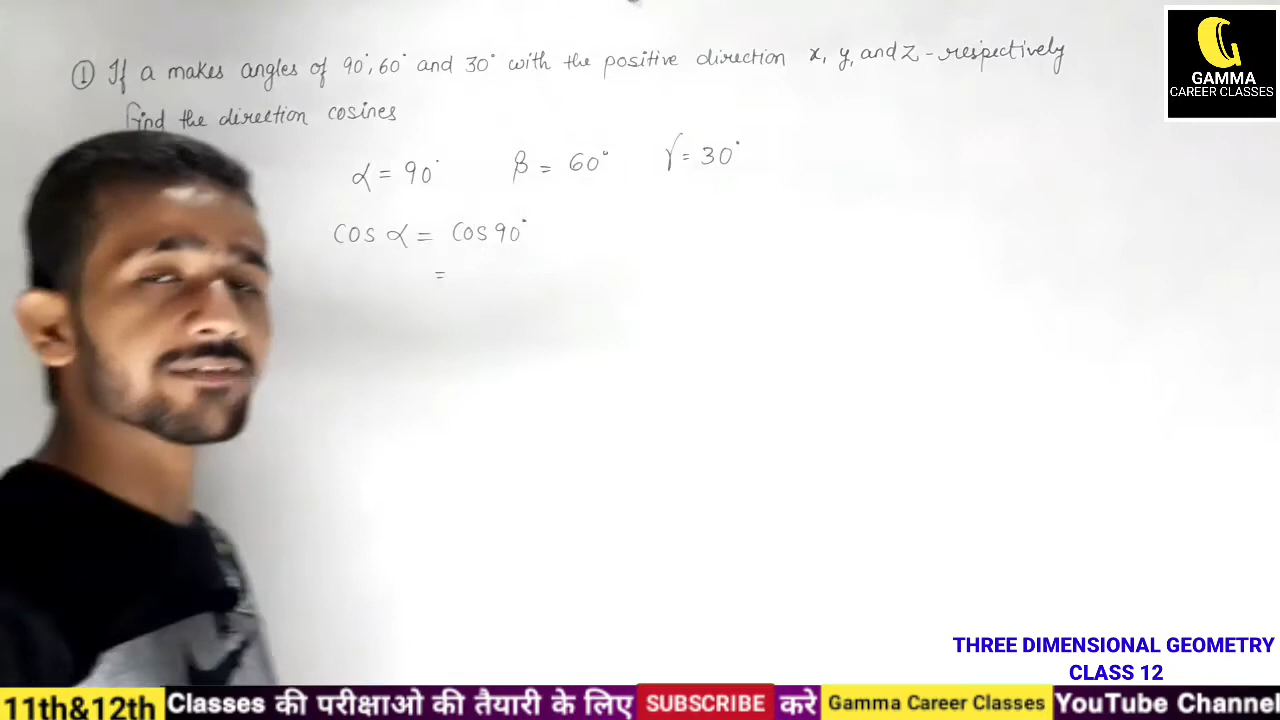 ① If a makes angles of 90°, 60° and 30° with the positive direction x, y, and z - respectively
find the direction cosines
α = 90° β = 60° γ = 30°
cos α = cos 90°
=
GAMMA
CAREER CLASSES
THREE DIMENSIONAL GEOMETRY
CLASS 12
11th&12th Classes की परीक्षाओ की तैयारी के लिए SUBSCRIBE करे Gamma Career Classes YouTube Channel